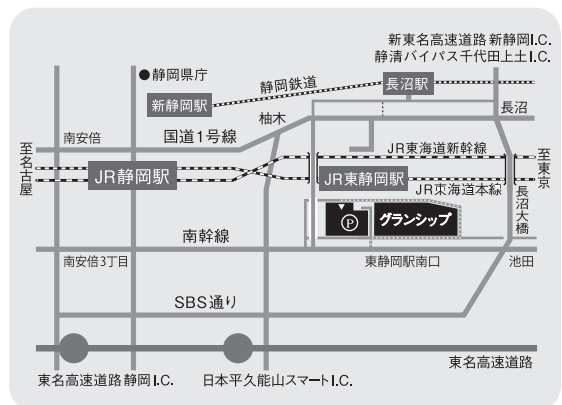 新東名高速道路 新静岡I.C.
静清バイパス千代田上土I.C.
●静岡県庁
静岡鉄道
長沼駅
新静岡駅
柚木
長沼
南安倍
国道1号線
至名古屋
JR東海道新幹線
至東京
JR静岡駅
JR東静岡駅
JR東海道本線
長沼大橋
P
グランシップ
南幹線
南安倍3丁目
東静岡駅南口
池田
SBS通り
東名高速道路
東名高速道路 静岡I.C.
日本平久能山スマートI.C.